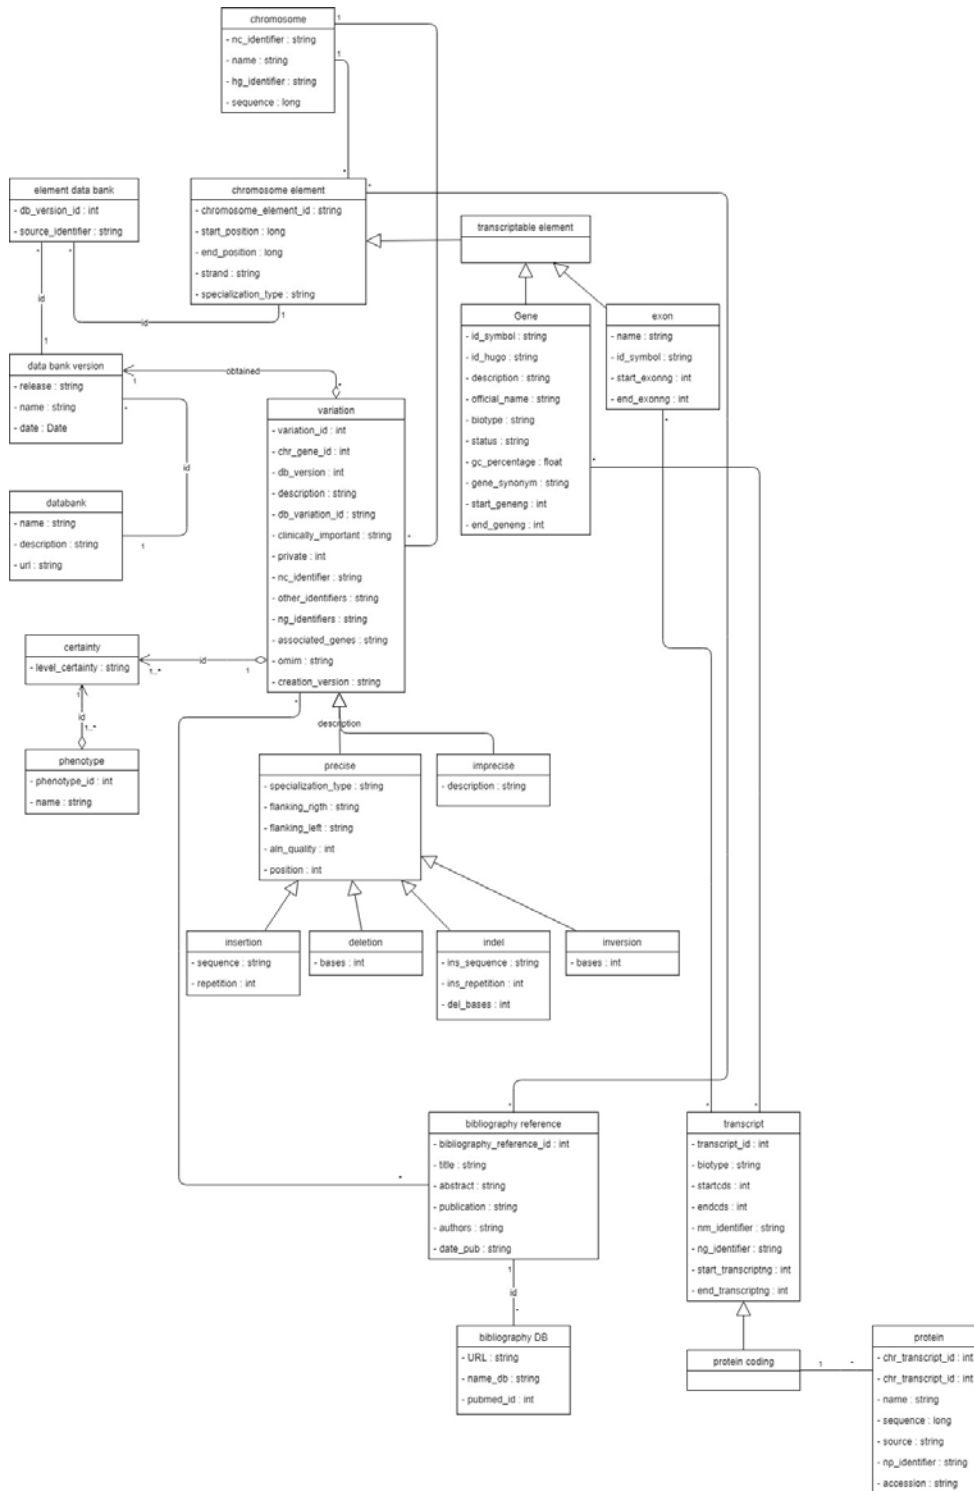 chromosome
- nc_identifier : string
- name : string
- hg_identifier : string
- sequence : long
1
1
*
*
element data bank
- db_version_id : int
- source_identifier : string
*
*
id
id
1
1
chromosome element
- chromosome_element_id : string
- start_position : long
- end_position : long
- strand : string
- specialization_type : string
transcriptable element
Gene
- id_symbol : string
- id_hugo : string
- description : string
- official_name : string
- biotype : string
- status : string
- gc_percentage : float
- gene_synonym : string
- start_geneng : int
- end_geneng : int
*
exon
- name : string
- id_symbol : string
- start_exonng : int
- end_exonng : int
*
data bank version
- release : string
- name : string
- date : Date
1
obtained
*
*
id
databank
- name : string
- description : string
- url : string
1
variation
- variation_id : int
- chr_gene_id : int
- db_version : int
- description : string
- db_variation_id : string
- clinically_important : string
- private : int
- nc_identifier : string
- other_identifiers : string
- ng_identifiers : string
- associated_genes : string
- omim : string
- creation_version : string
*
*
certainty
- level_certainty : string
1..*
id
1
1
id
1..*
phenotype
- phenotype_id : int
- name : string
description
precise
- specialization_type : string
- flanking_rigth : string
- flanking_left : string
- aln_quality : int
- position : int
imprecise
- description : string
insertion
- sequence : string
- repetition : int
deletion
- bases : int
indel
- ins_sequence : string
- ins_repetition : int
- del_bases : int
inversion
- bases : int
*
*
bibliography reference
- bibliography_reference_id : int
- title : string
- abstract : string
- publication : string
- authors : string
- date_pub : string
1
id
*
bibliography DB
- URL : string
- name_db : string
- pubmed_id : int
*
*
transcript
- transcript_id : int
- biotype : string
- startcds : int
- endcds : int
- nm_identifier : string
- ng_identifier : string
- start_transcriptng : int
- end_transcriptng : int
protein coding
1
*
protein
- chr_transcript_id : int
- chr_transcript_id : int
- name : string
- sequence : long
- source : string
- np_identifier : string
- accession : string